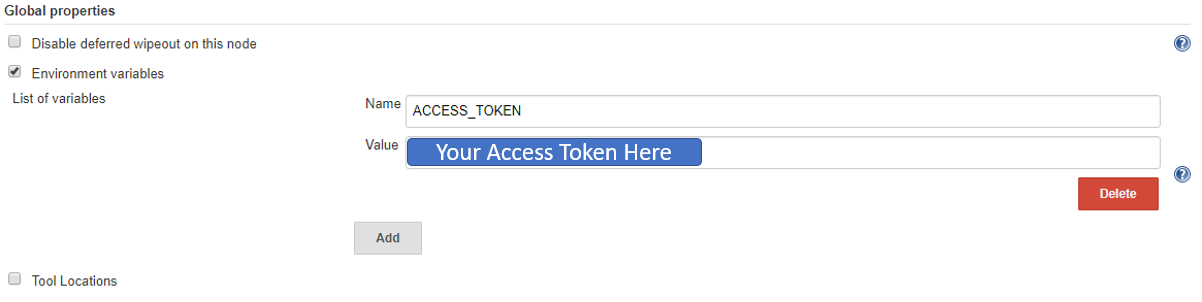 Global properties
Disable deferred wipeout on this node
?
Environment variables
List of variables
Name
ACCESS_TOKEN
Value
Your Access Token Here
?
Delete
Add
Tool Locations